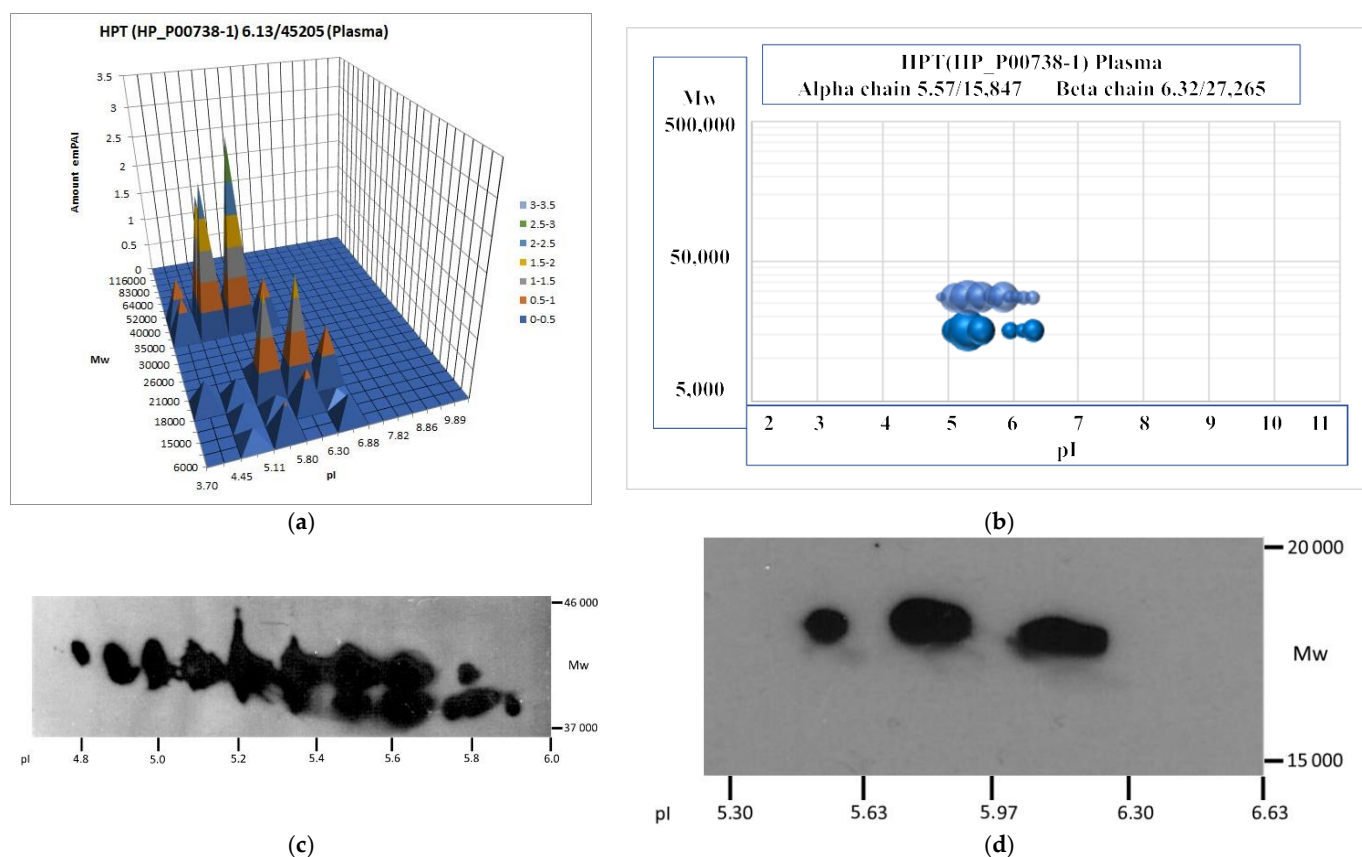 HPT (HP_P00738-1) 6.13/45205 (Plasma)
Amount emPAI
3.5
3
2.5
2
1.5
1
0.5
0
116000
83000
64000
52000
40000
35000
30000
26000
21000
18000
15000
6000
Mw
3.70
4.45
5.11
5.80
6.30
6.88
7.82
8.86
9.89
pI
3-3.5
2.5-3
2-2.5
1.5-2
1-1.5
0.5-1
0-0.5
(a)
HPT(HP_P00738-1) Plasma
Alpha chain 5.57/15,847 Beta chain 6.32/27,265
Mw
500,000
50,000
5,000
2 3 4 5 6 7 8 9 10 11
pI
(b)
46 000
Mw
37 000
pI 4.8 5.0 5.2 5.4 5.6 5.8 6.0
(c)
20 000
Mw
15 000
pI 5.30 5.63 5.97 6.30 6.63
(d)